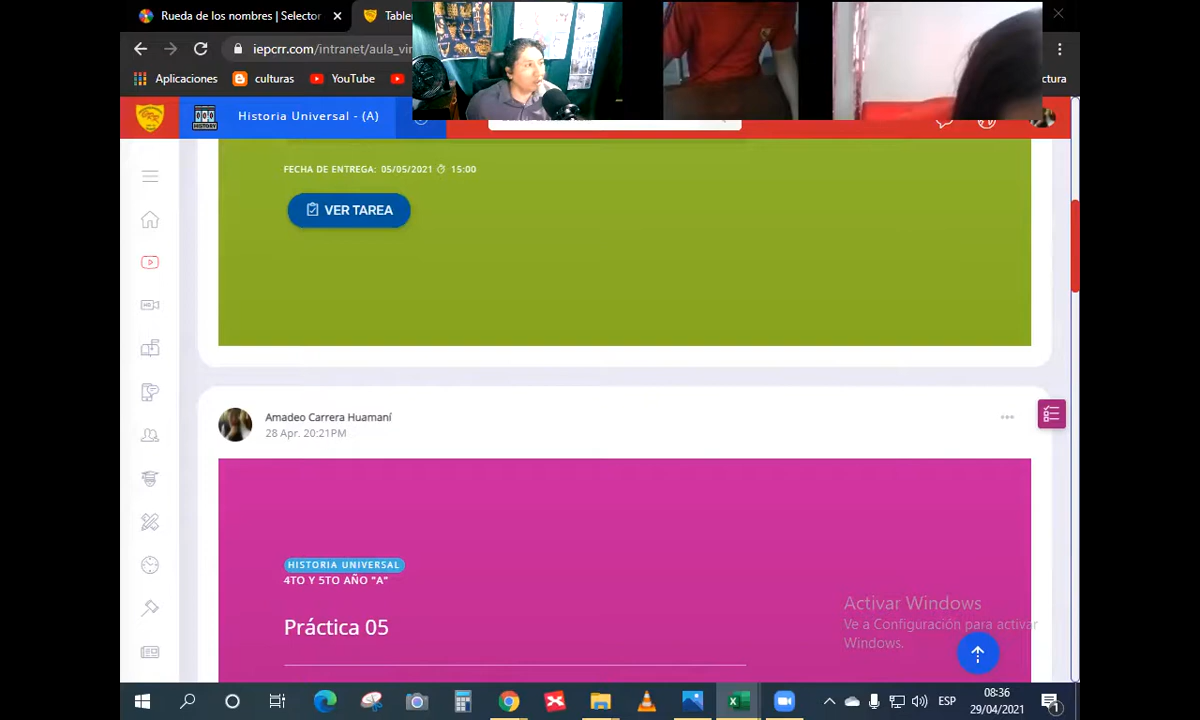 Rueda de los nombres | Selector
Table
iepcrr.com/intranet/aula_vir
Aplicaciones
culturas
YouTube
ctura
HISTORY
Historia Universal - (A)
FECHA DE ENTREGA: 05/05/2021 15:00
VER TAREA
Amadeo Carrera Huamaní
28 Apr. 20:21PM
HISTORIA UNIVERSAL
4TO Y 5TO AÑO "A"
Práctica 05
Activar Windows
Ve a Configuración para activar
Windows.
ESP
08:36
29/04/2021
1